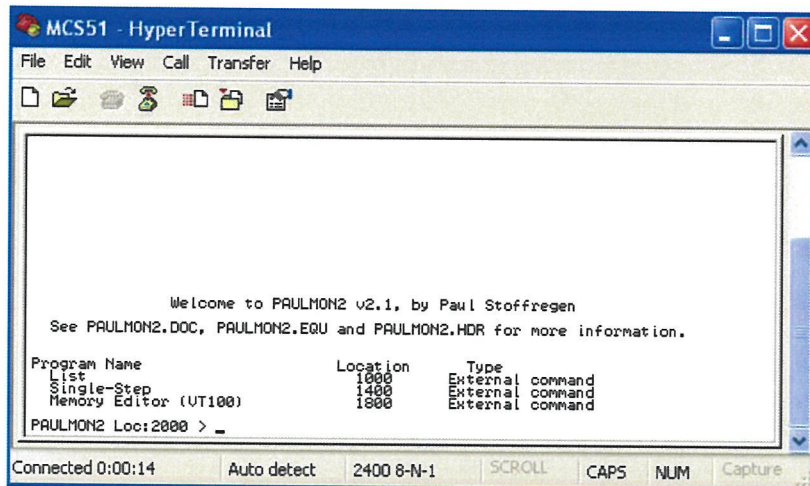 MCS51 - HyperTerminal
File Edit View Call Transfer Help
Welcome to PAULMON2 v2.1, by Paul Stoffregen
See PAULMON2.DOC, PAULMON2.EQU and PAULMON2.HDR for more information.
Program Name Location Type
List 1000 External command
Single-Step 1400 External command
Memory Editor (VT100) 1800 External command
PAULMON2 Loc:2000 > _
Connected 0:00:14 Auto detect 2400 8-N-1 SCROLL CAPS NUM Capture